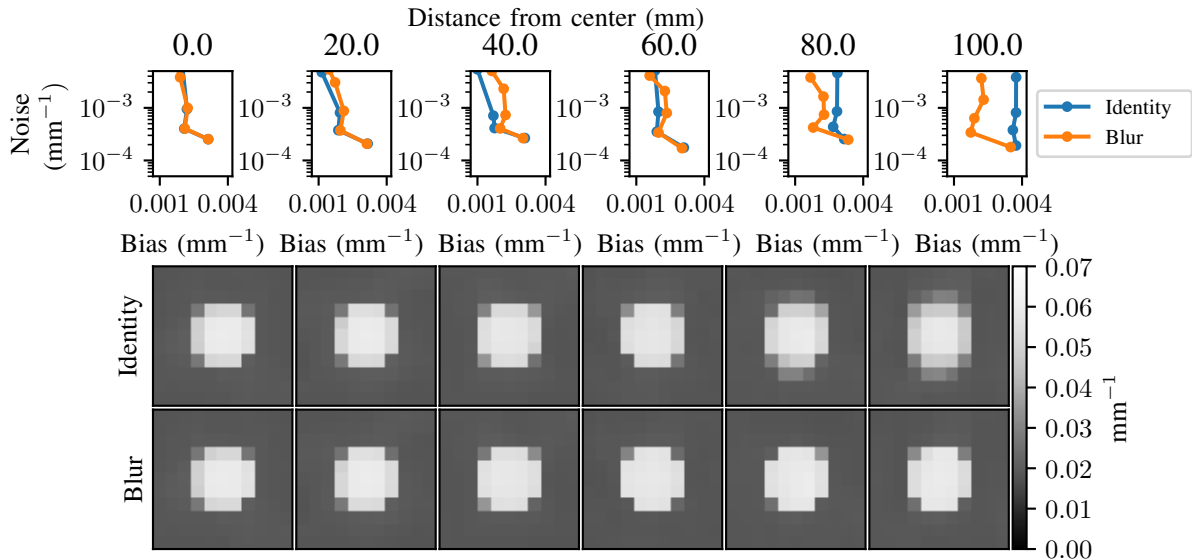 Distance from center (mm)
0.0 20.0 40.0 60.0 80.0 100.0
Noise
(mm⁻¹)
10⁻³ 10⁻³ 10⁻³ 10⁻³ 10⁻³ 10⁻³
10⁻⁴ 10⁻⁴ 10⁻⁴ 10⁻⁴ 10⁻⁴ 10⁻⁴
Identity
Blur
0.001 0.004 0.001 0.004 0.001 0.004 0.001 0.004 0.001 0.004 0.001 0.004
Bias (mm⁻¹) Bias (mm⁻¹) Bias (mm⁻¹) Bias (mm⁻¹) Bias (mm⁻¹) Bias (mm⁻¹)
Identity
Blur
0.07
0.06
0.05
0.04
0.03
0.02
0.01
0.00
mm⁻¹